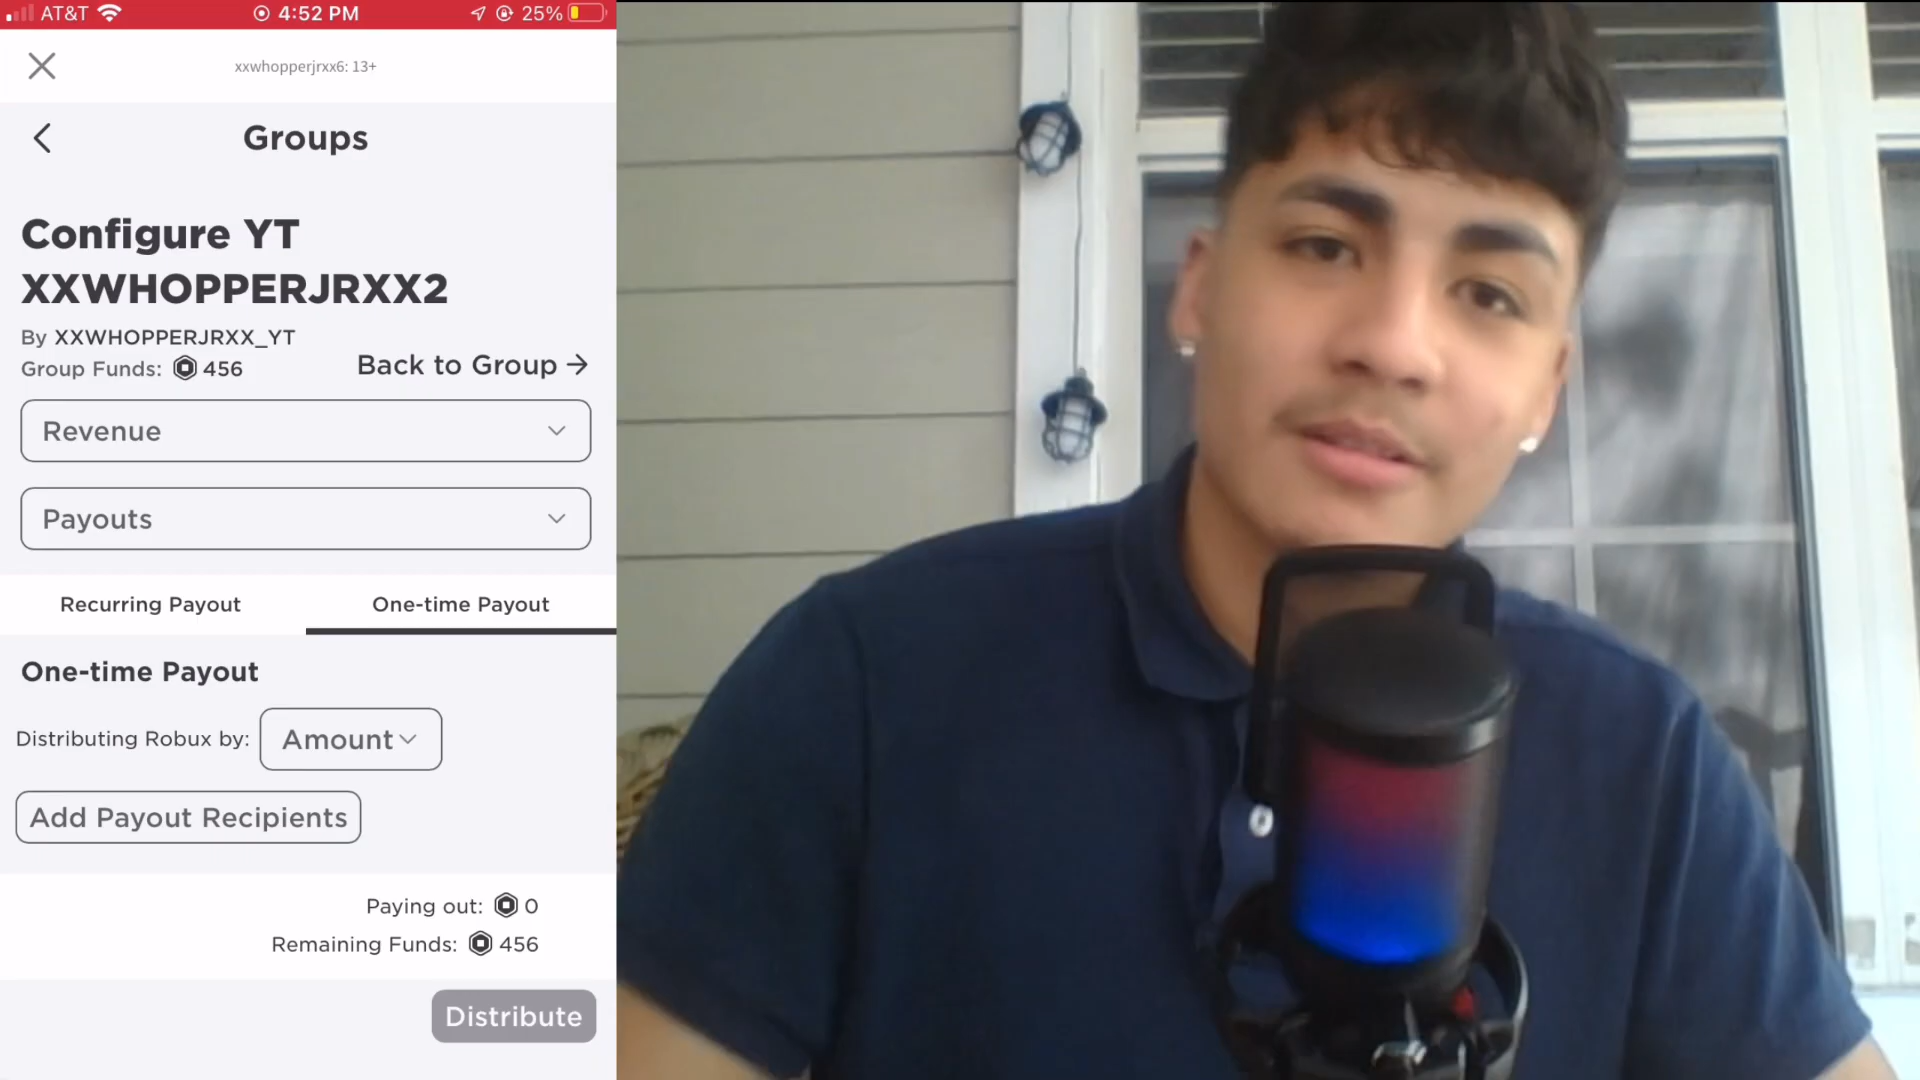 AT&T
4:52 PM
25%
xxwhopperjrxx6: 13+
Groups
Configure YT
XXWHOPPERJRXX2
By XXWHOPPERJRXX_YT
Group Funds: 456
Back to Group
Revenue
Payouts
Recurring Payout
One-time Payout
One-time Payout
Distributing Robux by: Amount
Add Payout Recipients
Paying out: 0
Remaining Funds: 456
Distribute